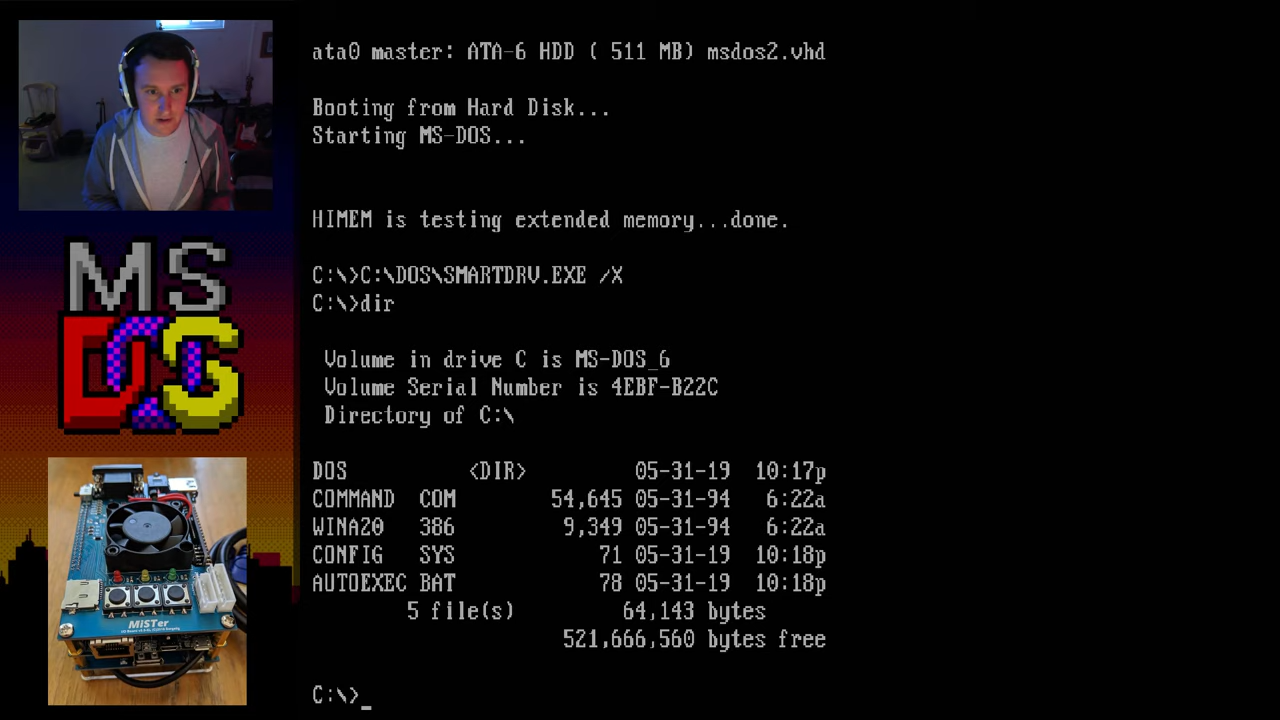 ata0 master: ATA-6 HDD ( 511 MB) msdos2.vhd
Booting from Hard Disk...
Starting MS-DOS...
HIMEM is testing extended memory...done.
C:\>C:\DOS\SMARTDRV.EXE /X
C:\>dir
Volume in drive C is MS-DOS_6
Volume Serial Number is 4EBF-B22C
Directory of C:\
DOS <DIR> 05-31-19 10:17p
COMMAND COM 54,645 05-31-94 6:22a
WINA20 386 9,349 05-31-94 6:22a
CONFIG SYS 71 05-31-19 10:18p
AUTOEXEC BAT 78 05-31-19 10:18p
5 file(s) 64,143 bytes
521,666,560 bytes free
C:\>_
MS
DOS
MiSTer